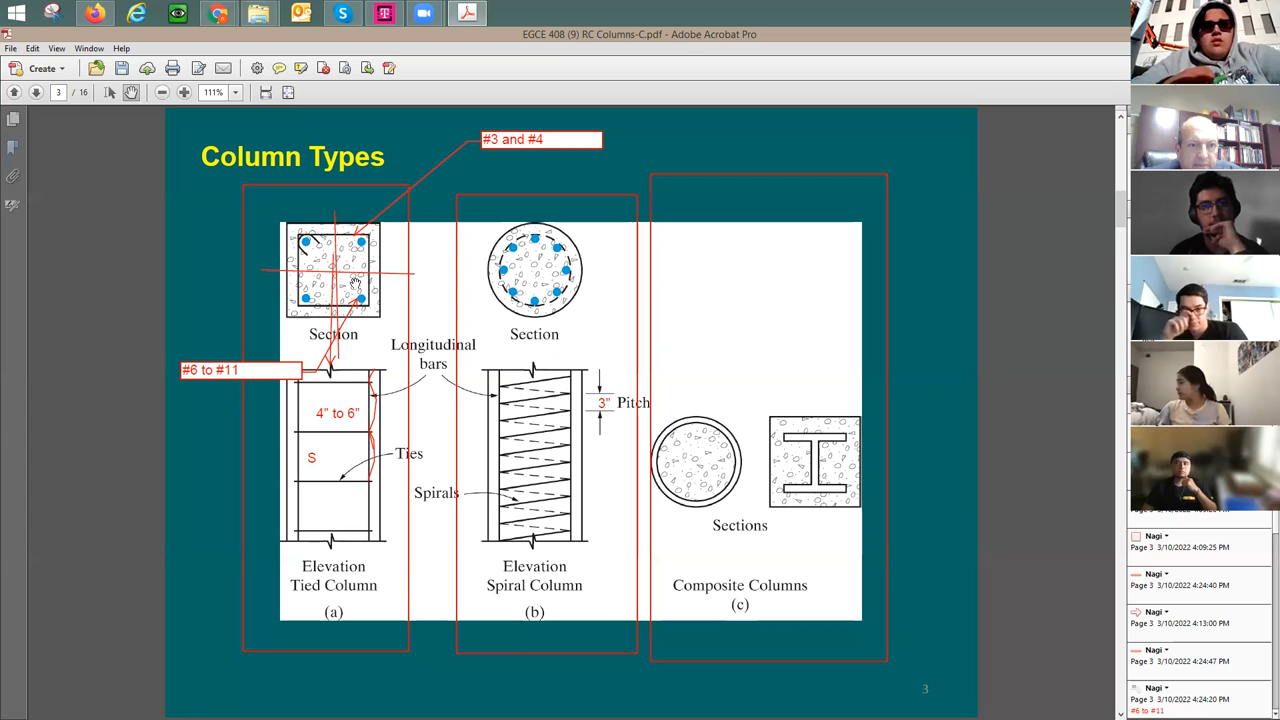 EGCE 408 (9) RC Columns-C.pdf - Adobe Acrobat Pro
File Edit View Window Help
Create
3 / 16
111%
#3 and #4
Column Types
Section
Section
Longitudinal
bars
#6 to #11
4" to 6"
3" Pitch
S
Ties
Spirals
Sections
Elevation
Tied Column
(a)
Elevation
Spiral Column
(b)
Composite Columns
(c)
3
Nagi
Page 3 3/10/2022 4:09:25 PM
Nagi
Page 3 3/10/2022 4:24:40 PM
Nagi
Page 3 3/10/2022 4:13:00 PM
Nagi
Page 3 3/10/2022 4:24:47 PM
Nagi
Page 3 3/10/2022 4:24:20 PM
#6 to #11